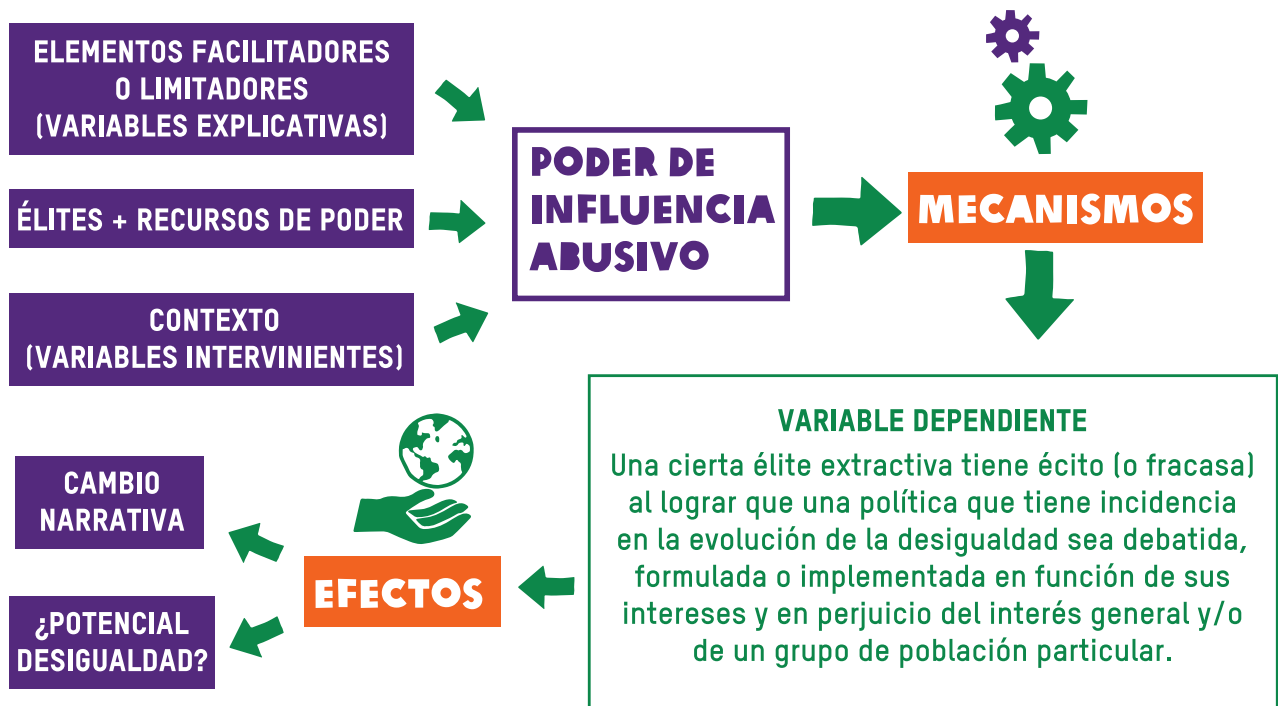 ELEMENTOS FACILITADORES
O LIMITADORES
(VARIABLES EXPLICATIVAS)
ÉLITES + RECURSOS DE PODER
CONTEXTO
(VARIABLES INTERVINIENTES)
PODER DE
INFLUENCIA
ABUSIVO
MECANISMOS
VARIABLE DEPENDIENTE
Una cierta élite extractiva tiene écito (o fracasa)
al lograr que una política que tiene incidencia
en la evolución de la desigualdad sea debatida,
formulada o implementada en función de sus
intereses y en perjuicio del interés general y/o
de un grupo de población particular.
EFECTOS
CAMBIO
NARRATIVA
¿POTENCIAL
DESIGUALDAD?